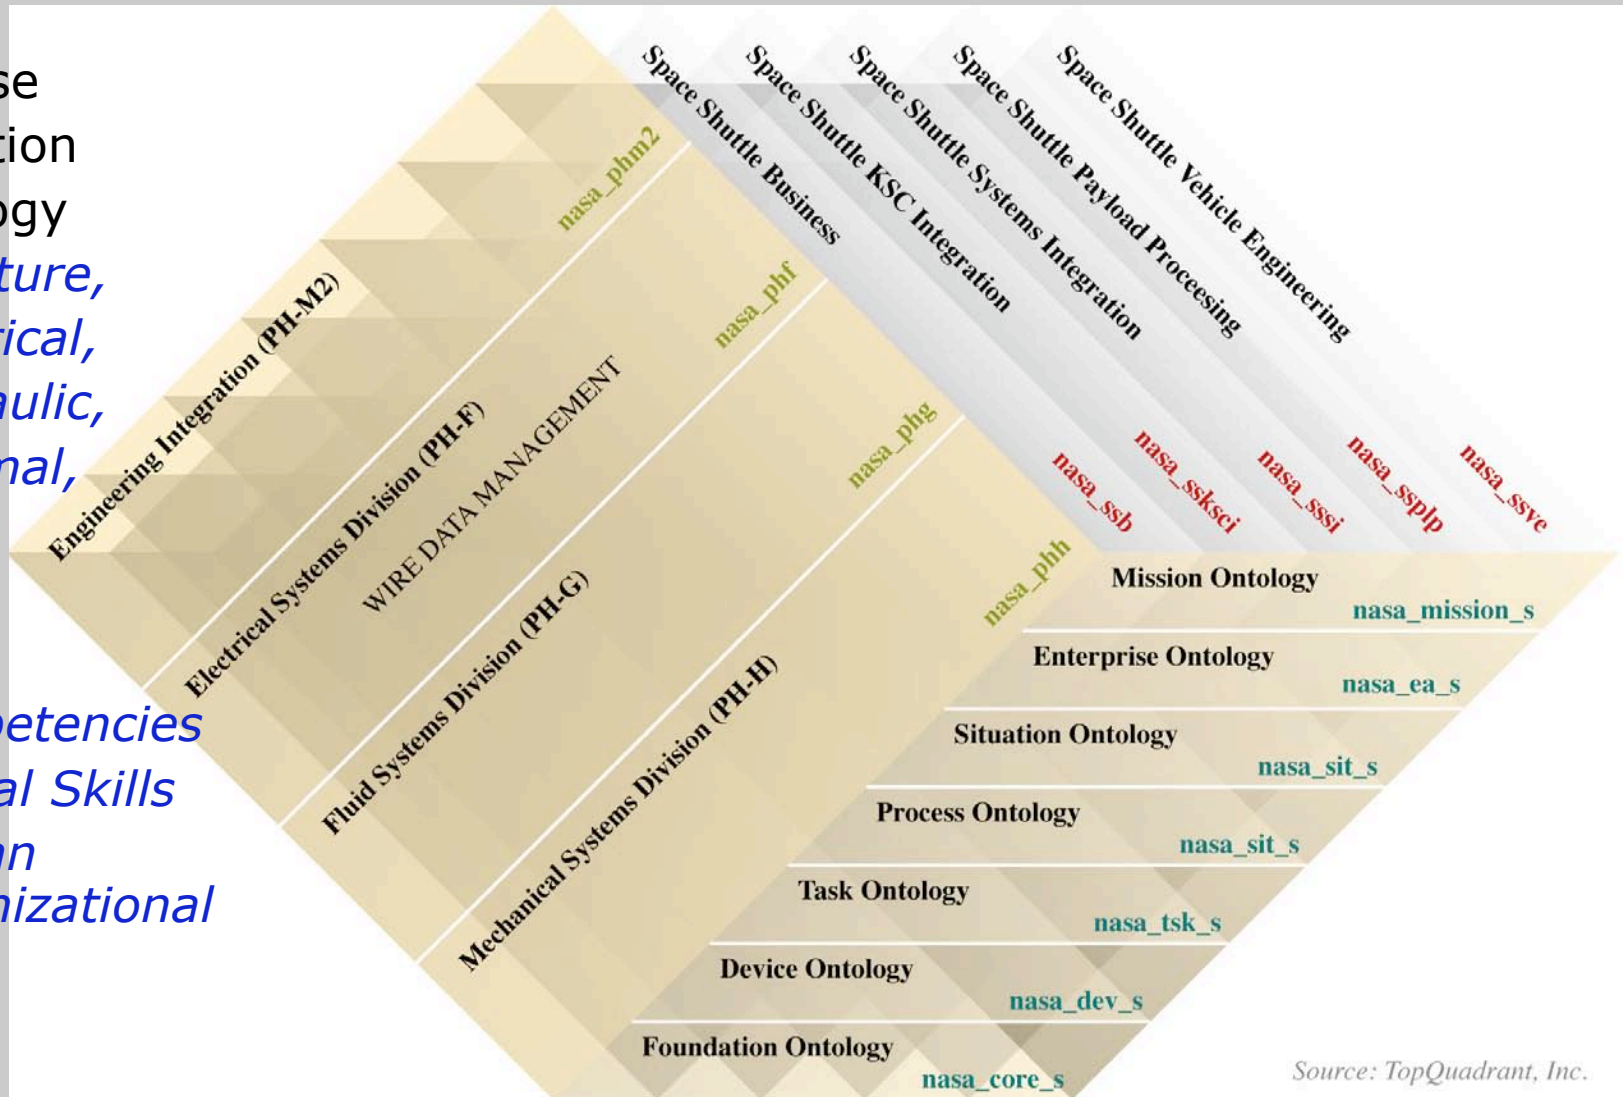 se
tion
ogy
ture,
ical,
aulic,
mal,
petencies
al Skills
an
nizational
Space Shuttle Business
Space Shuttle KSC Integration
Space Shuttle Systems Integration
Space Shuttle Payload Proceesing
Space Shuttle Vehicle Engineering
nasa_ssb
nasa_ssksci
nasa_sssi
nasa_ssplp
nasa_ssve
Engineering Integration (PH-M2)
nasa_phm2
Electrical Systems Division (PH-F)
nasa_phf
WIRE DATA MANAGEMENT
Fluid Systems Division (PH-G)
nasa_phg
Mechanical Systems Division (PH-H)
nasa_phh
Mission Ontology
nasa_mission_s
Enterprise Ontology
nasa_ea_s
Situation Ontology
nasa_sit_s
Process Ontology
nasa_sit_s
Task Ontology
nasa_tsk_s
Device Ontology
nasa_dev_s
Foundation Ontology
nasa_core_s
Source: TopQuadrant, Inc.